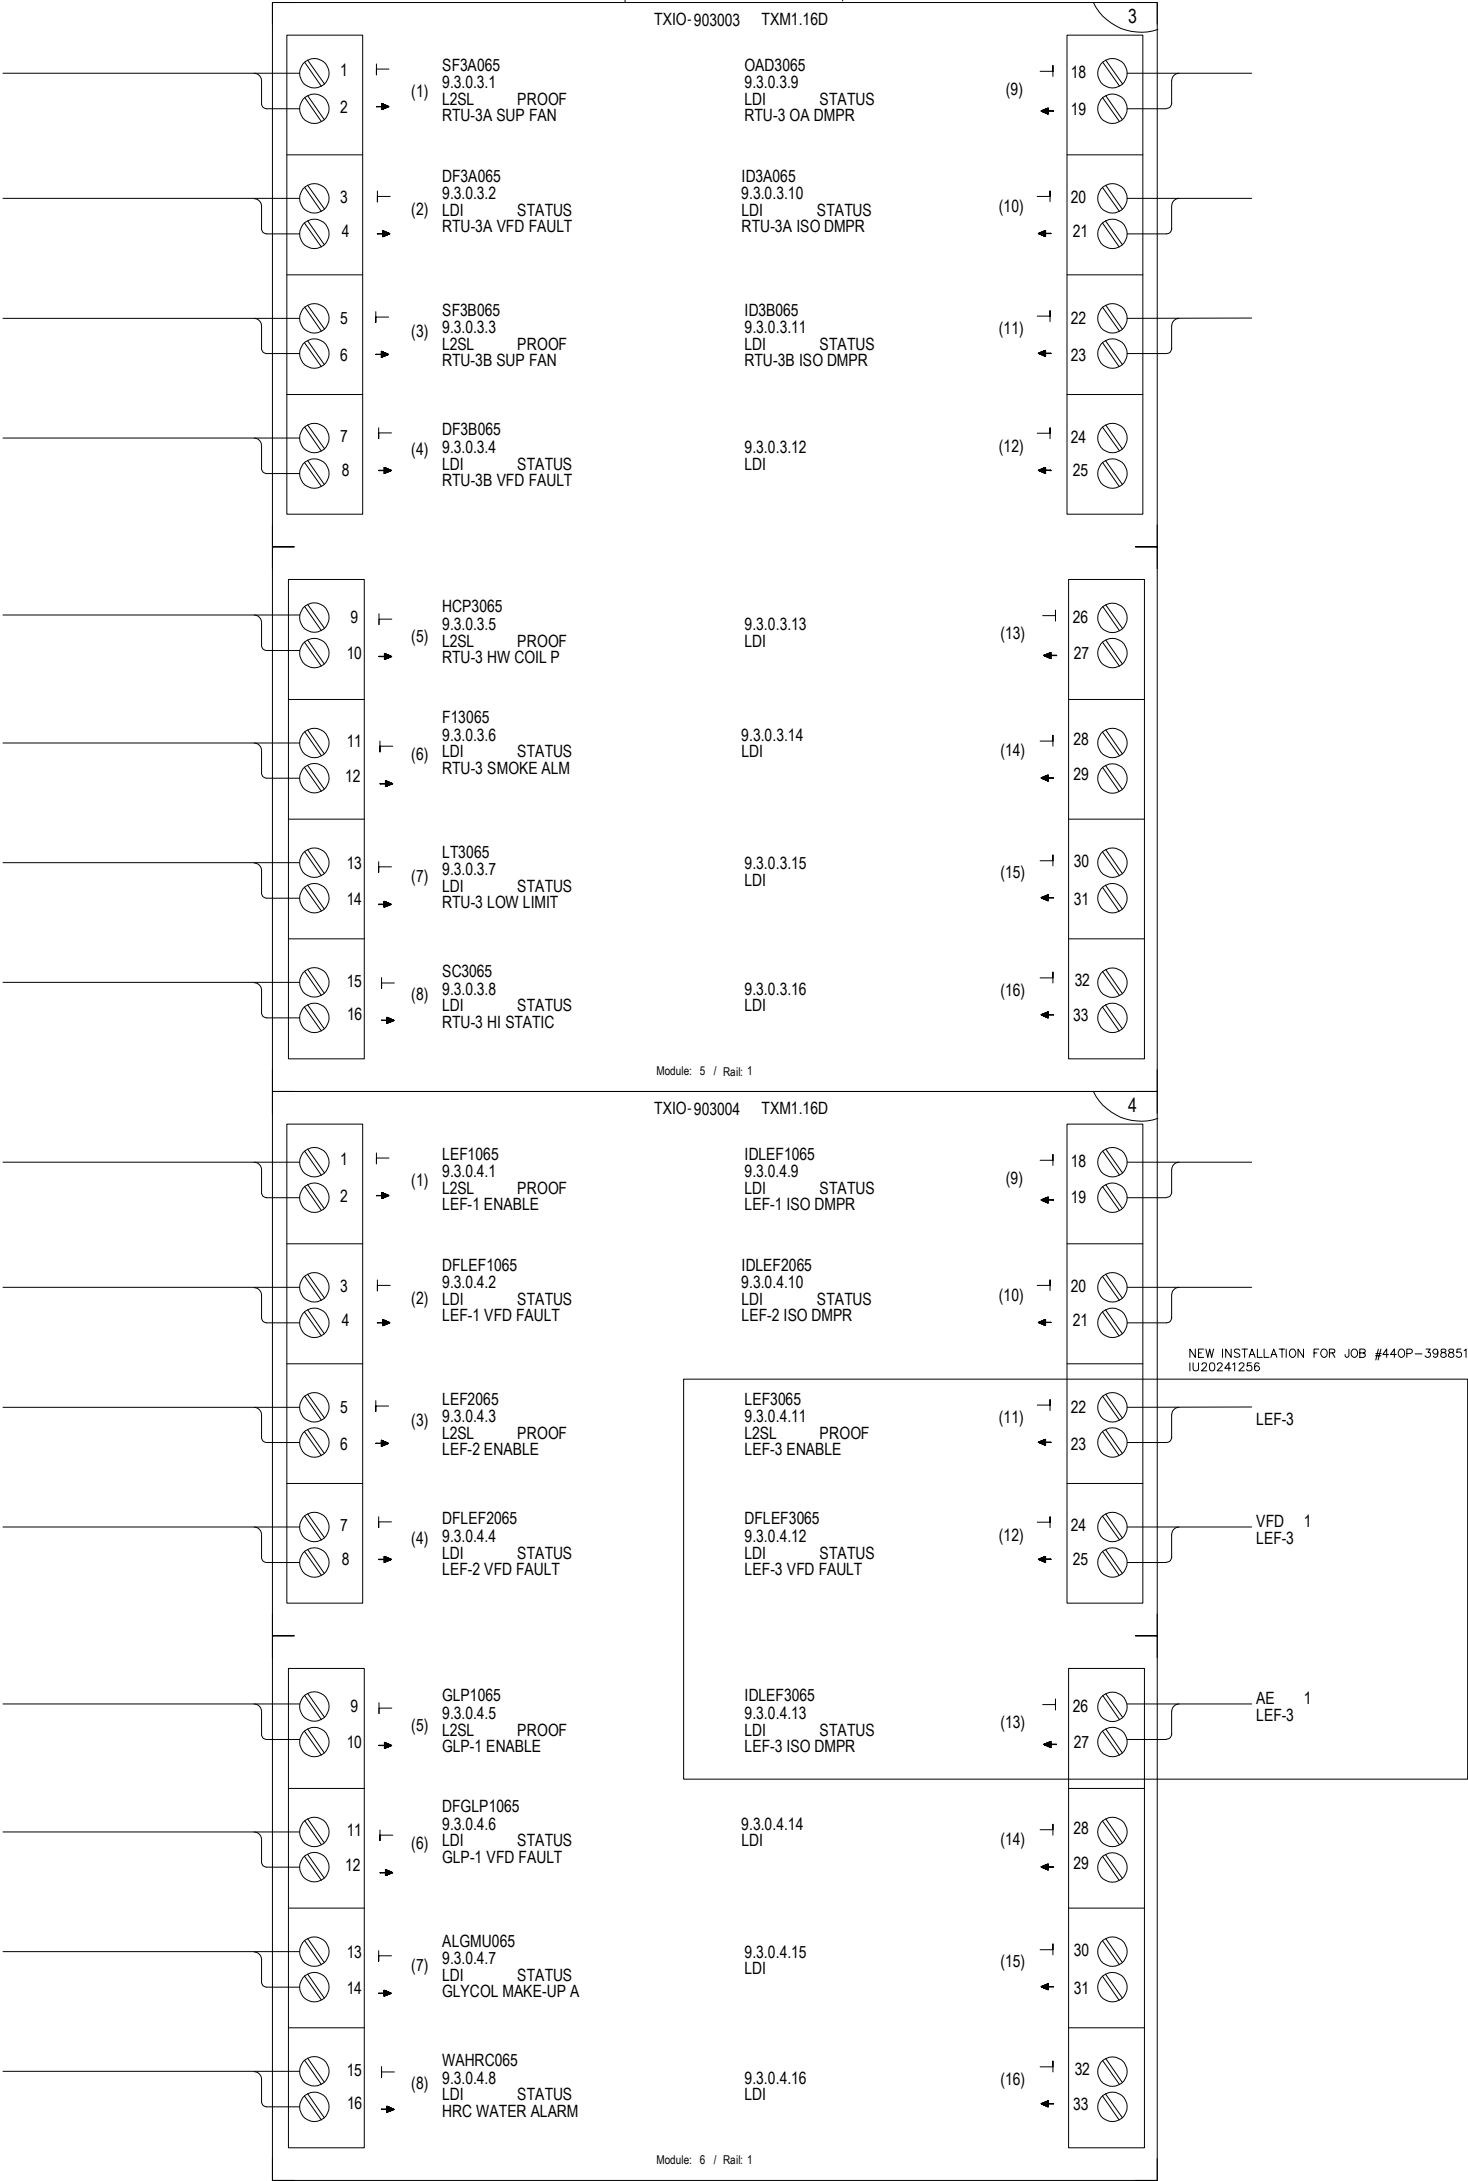 TXIO-903003 TXM1.16D
3
1
2
(1)
SF3A065
9.3.0.3.1
L2SL PROOF
RTU-3A SUP FAN
OAD3065
9.3.0.3.9
LDI STATUS
RTU-3 OA DMPR
(9)
18
19
3
4
(2)
DF3A065
9.3.0.3.2
LDI STATUS
RTU-3A VFD FAULT
ID3A065
9.3.0.3.10
LDI STATUS
RTU-3A ISO DMPR
(10)
20
21
5
6
(3)
SF3B065
9.3.0.3.3
L2SL PROOF
RTU-3B SUP FAN
ID3B065
9.3.0.3.11
LDI STATUS
RTU-3B ISO DMPR
(11)
22
23
7
8
(4)
DF3B065
9.3.0.3.4
LDI STATUS
RTU-3B VFD FAULT
9.3.0.3.12
LDI
(12)
24
25
9
10
(5)
HCP3065
9.3.0.3.5
L2SL PROOF
RTU-3 HW COIL P
9.3.0.3.13
LDI
(13)
26
27
11
12
(6)
F13065
9.3.0.3.6
LDI STATUS
RTU-3 SMOKE ALM
9.3.0.3.14
LDI
(14)
28
29
13
14
(7)
LT3065
9.3.0.3.7
LDI STATUS
RTU-3 LOW LIMIT
9.3.0.3.15
LDI
(15)
30
31
15
16
(8)
SC3065
9.3.0.3.8
LDI STATUS
RTU-3 HI STATIC
9.3.0.3.16
LDI
(16)
32
33
Module: 5 / Rail: 1
TXIO-903004 TXM1.16D
4
1
2
(1)
LEF1065
9.3.0.4.1
L2SL PROOF
LEF-1 ENABLE
IDLEF1065
9.3.0.4.9
LDI STATUS
LEF-1 ISO DMPR
(9)
18
19
3
4
(2)
DFLEF1065
9.3.0.4.2
LDI STATUS
LEF-1 VFD FAULT
IDLEF2065
9.3.0.4.10
LDI STATUS
LEF-2 ISO DMPR
(10)
20
21
NEW INSTALLATION FOR JOB #440P-398851
IU20241256
5
6
(3)
LEF2065
9.3.0.4.3
L2SL PROOF
LEF-2 ENABLE
LEF3065
9.3.0.4.11
L2SL PROOF
LEF-3 ENABLE
(11)
22
23
LEF-3
7
8
(4)
DFLEF2065
9.3.0.4.4
LDI STATUS
LEF-2 VFD FAULT
DFLEF3065
9.3.0.4.12
LDI STATUS
LEF-3 VFD FAULT
(12)
24
25
VFD 1
LEF-3
9
10
(5)
GLP1065
9.3.0.4.5
L2SL PROOF
GLP-1 ENABLE
IDLEF3065
9.3.0.4.13
LDI STATUS
LEF-3 ISO DMPR
(13)
26
27
AE 1
LEF-3
11
12
(6)
DFGLP1065
9.3.0.4.6
LDI STATUS
GLP-1 VFD FAULT
9.3.0.4.14
LDI
(14)
28
29
13
14
(7)
ALGMU065
9.3.0.4.7
LDI STATUS
GLYCOL MAKE-UP A
9.3.0.4.15
LDI
(15)
30
31
15
16
(8)
WAHRC065
9.3.0.4.8
LDI STATUS
HRC WATER ALARM
9.3.0.4.16
LDI
(16)
32
33
Module: 6 / Rail: 1